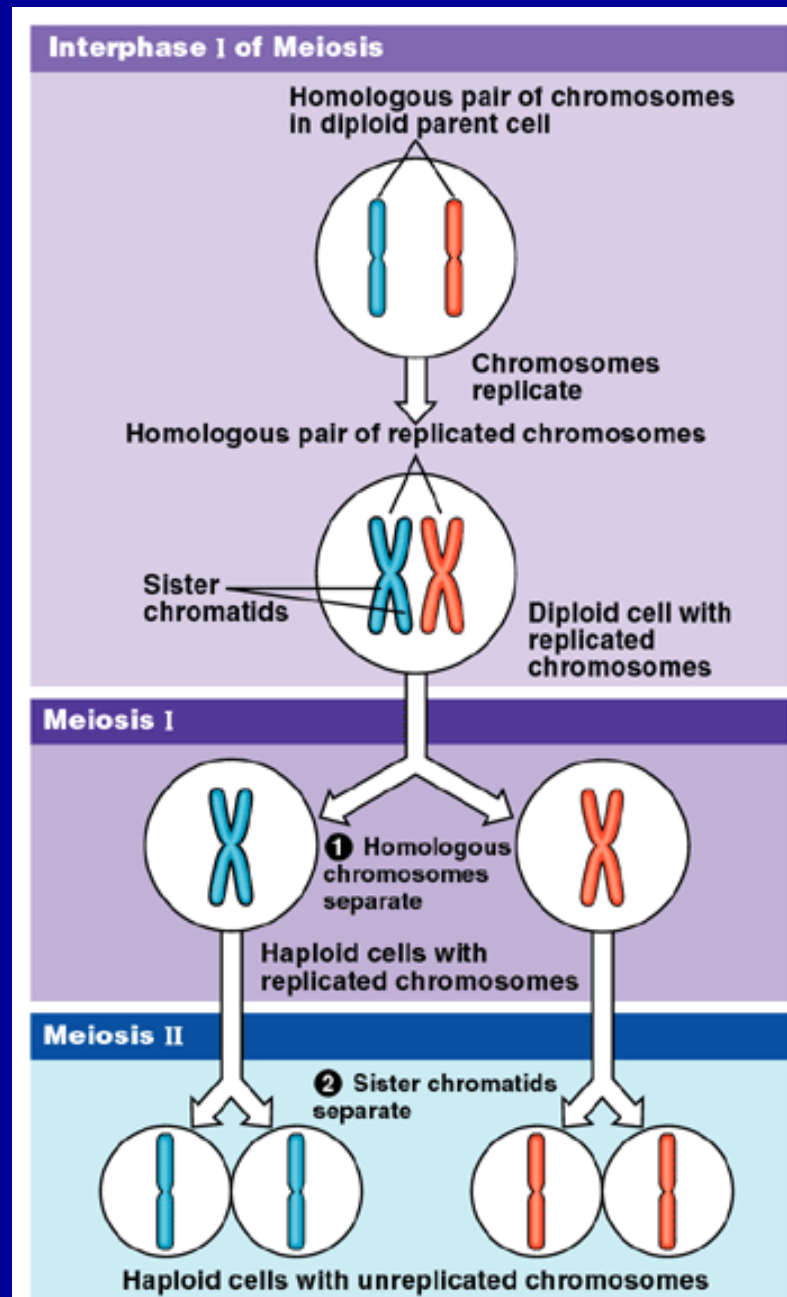 Interphase I of Meiosis
Homologous pair of chromosomes
in diploid parent cell
Chromosomes
replicate
Homologous pair of replicated chromosomes
Sister
chromatids
Diploid cell with
replicated
chromosomes
Meiosis I
1 Homologous
chromosomes
separate
Haploid cells with
replicated chromosomes
Meiosis II
2 Sister chromatids
separate
Haploid cells with unreplicated chromosomes